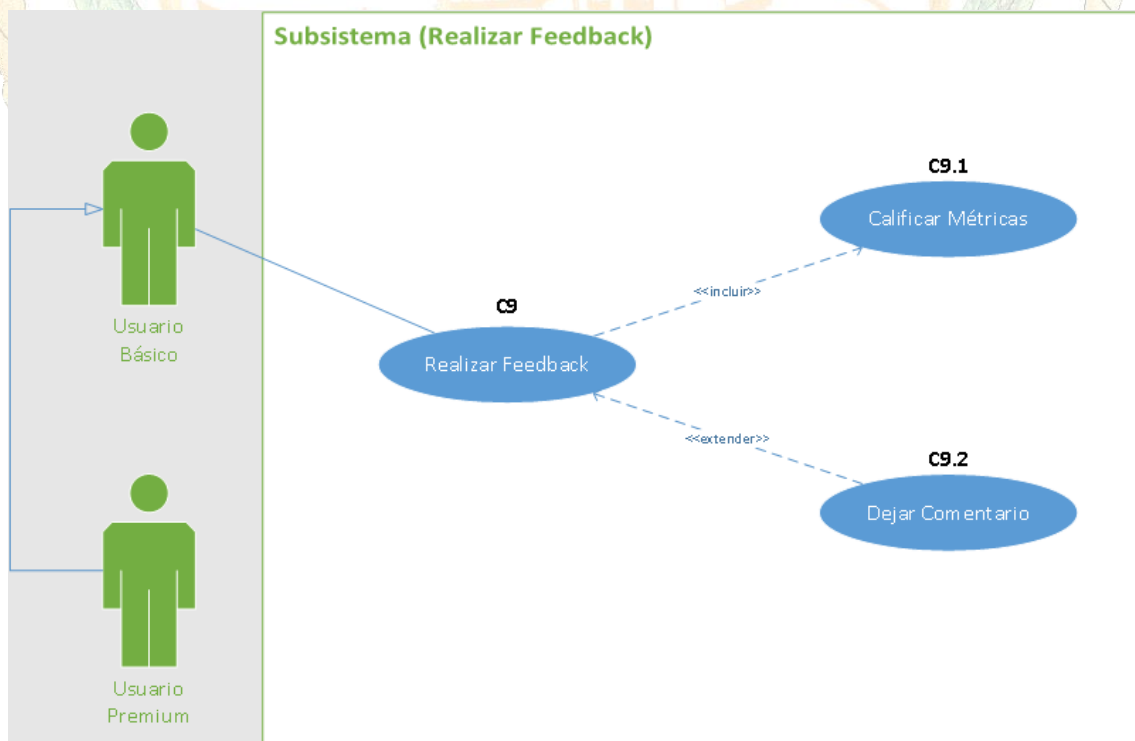 Subsistema (Realizar Feedback)
C9.1
Calificar Métricas
<<incluir>>
C9
Usuario
Básico
Realizar Feedback
<<extender>>
C9.2
Dejar Comentario
Usuario
Premium